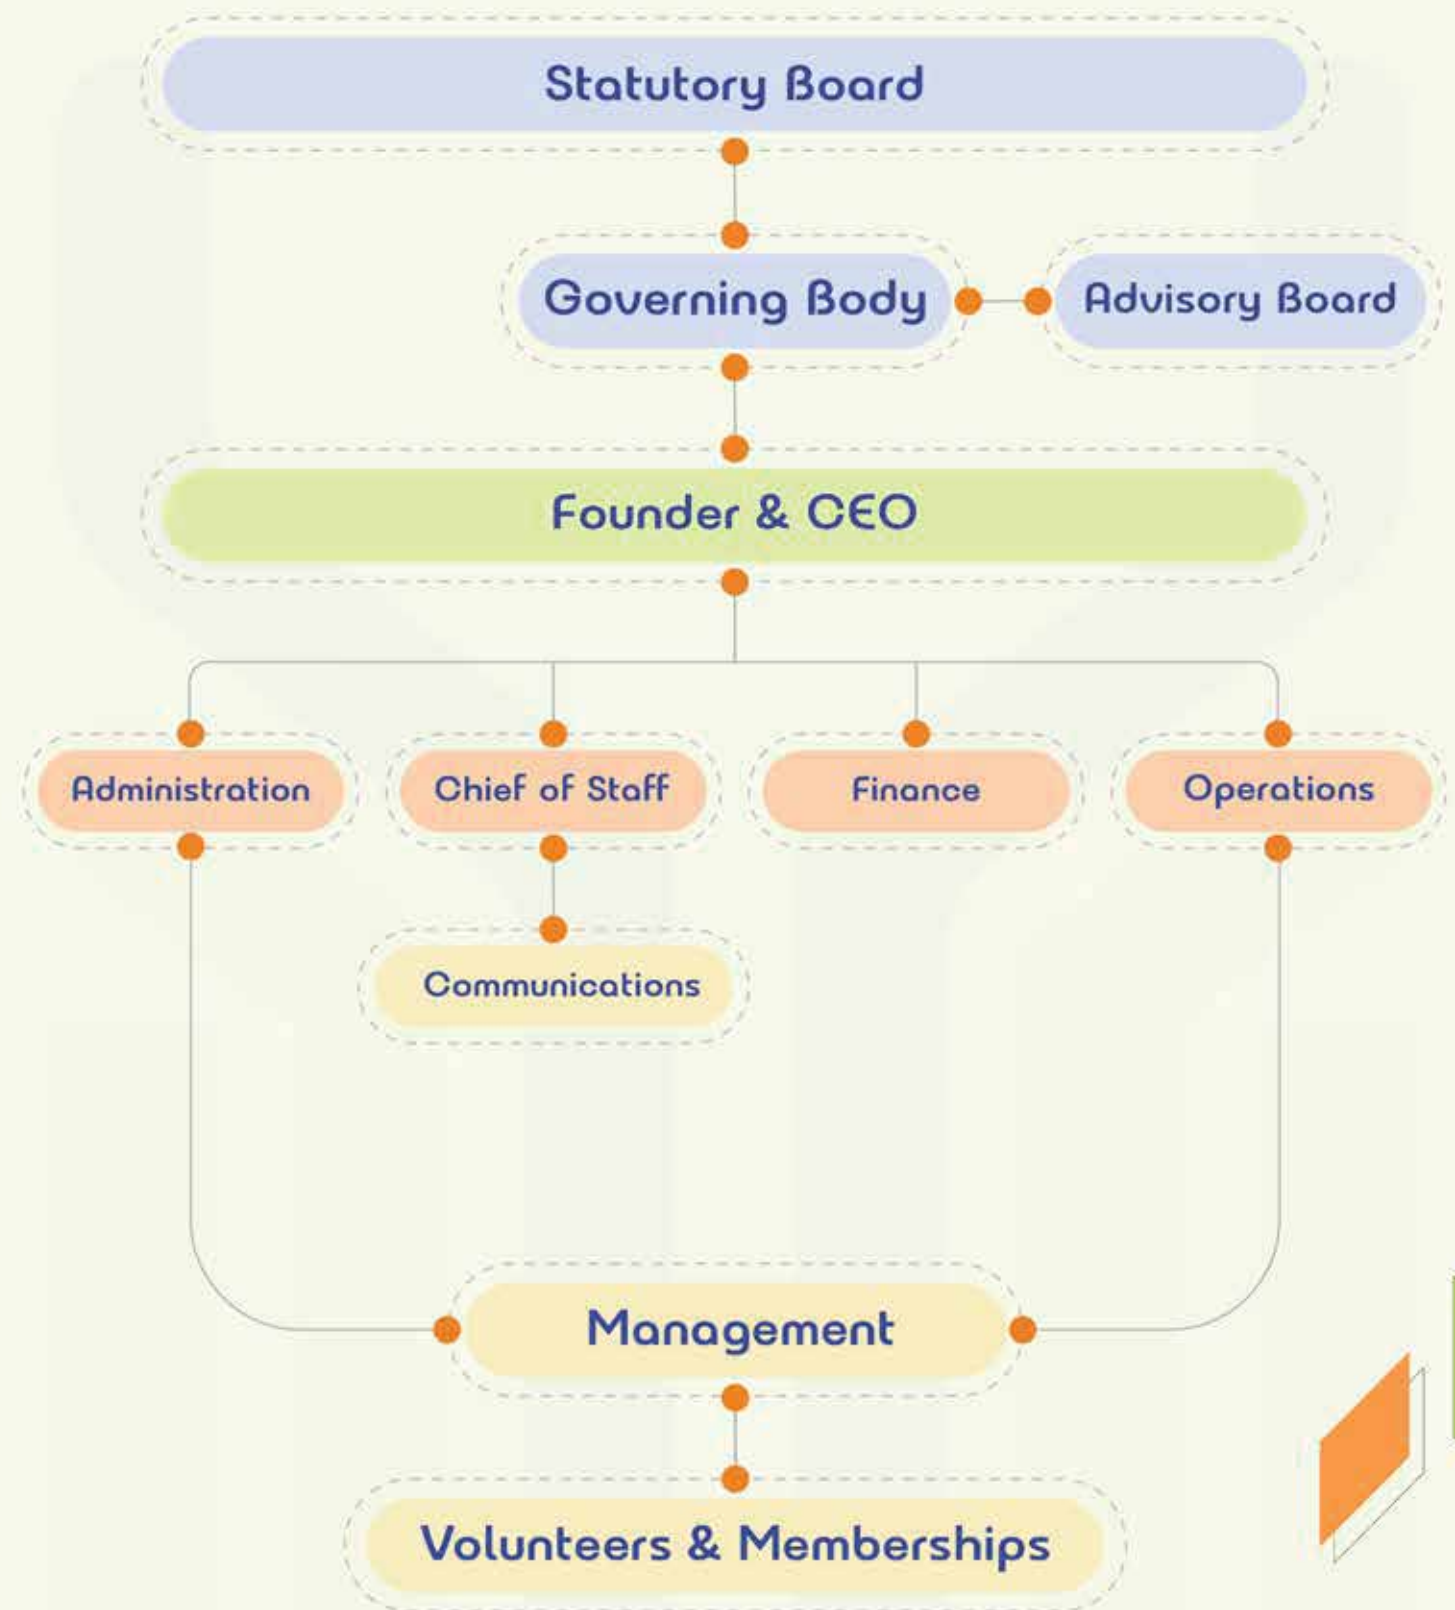 Statutory Board
Governing Body
Advisory Board
Founder & CEO
Administration
Chief of Staff
Finance
Operations
Communications
Management
Volunteers & Memberships